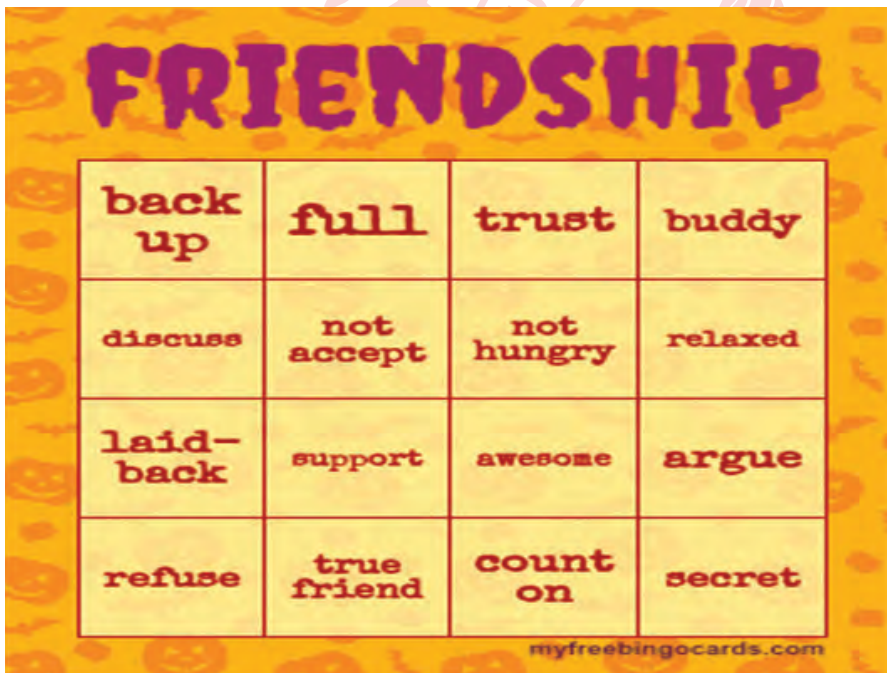 FRIENDSHIP
back up
full
trust
buddy
discuss
not accept
not hungry
relaxed
laid-back
support
awesome
argue
refuse
true friend
count on
secret
myfreebingocards.com